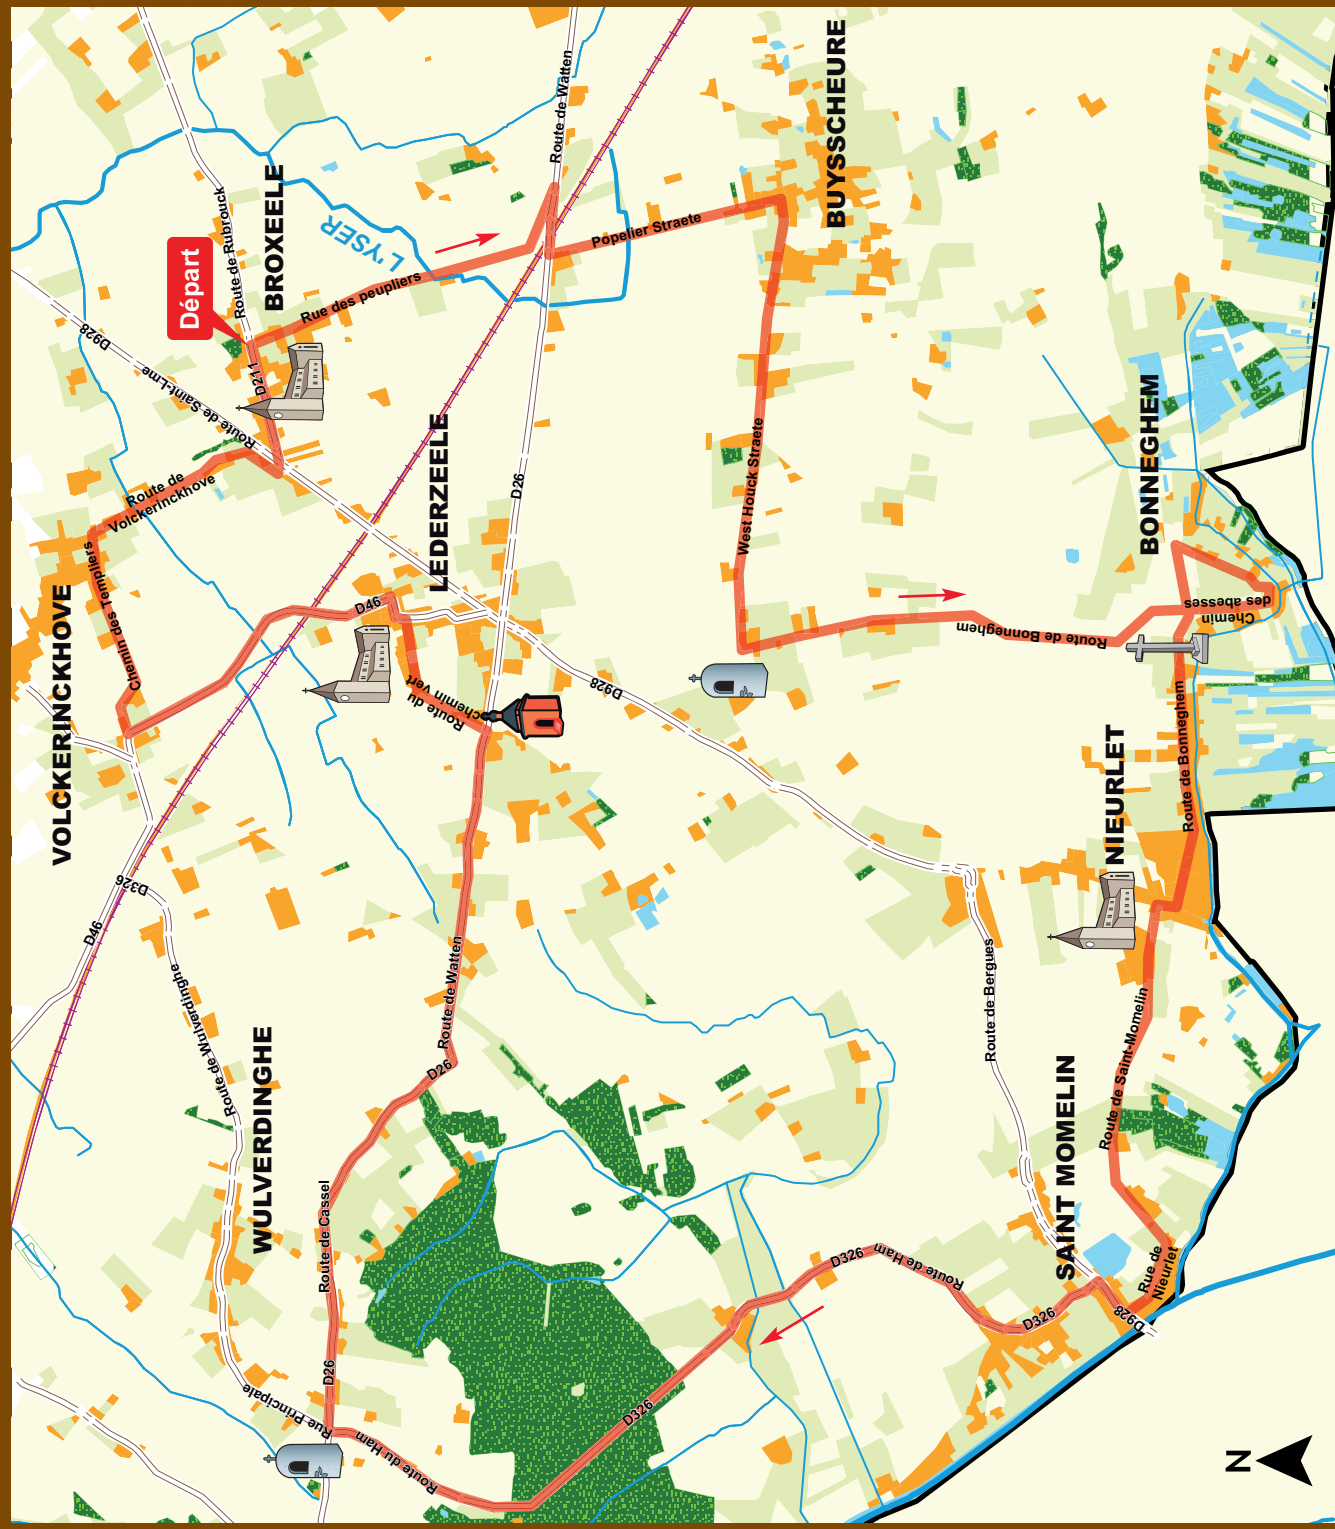 Départ
BROXEELE
Route de Rubrouck
D211
D928
Route de Saint-Lme
Route de
Volckerinckhove
Chemin des Templiers
VOLCKERINCKHOVE
L'YSER
Rue des peupliers
Route de Watten
Popelier Straete
BUYSSCHEURE
LEDERZEELE
D46
D26
Route du
chemin vert
D928
West Houck Straete
Route de Bonneghem
BONNEGHEM
Chemin
des abesses
Route de Bonneghem
NIEURLET
D46
D326
Route de Wulverdinghe
WULVERDINGHE
Route de Watten
D26
Route de Cassel
D26
Rue Principale
Route du Ham
D326
Route de Bergues
Route de Saint-Momelin
SAINT MOMELIN
Rue de
Nieurlet
D928
D326
Route de Ham
D326
N